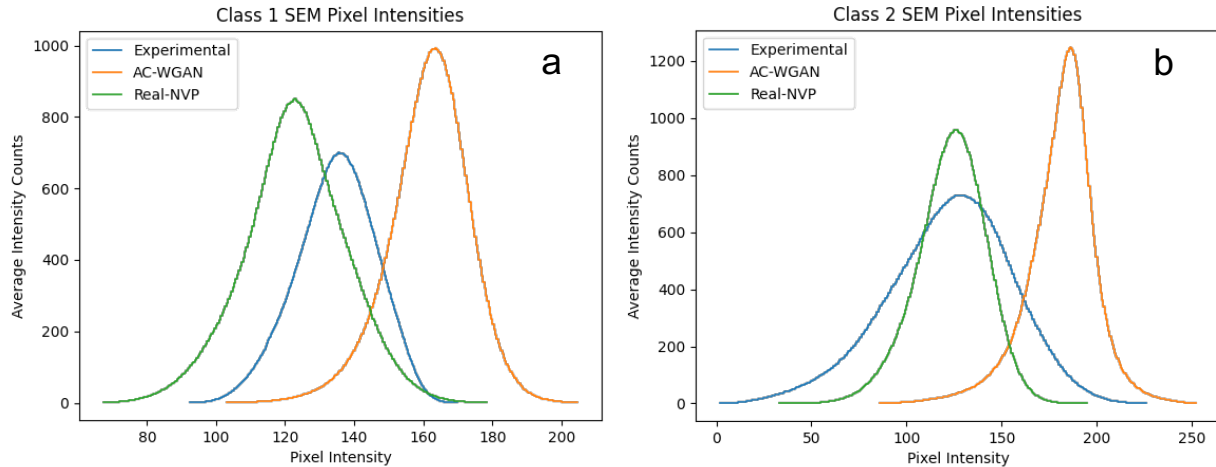 Class 1 SEM Pixel Intensities
a
Experimental
AC-WGAN
Real-NVP
1000
800
600
400
200
0
Average Intensity Counts
80 100 120 140 160 180 200
Pixel Intensity
Class 2 SEM Pixel Intensities
b
Experimental
AC-WGAN
Real-NVP
1200
1000
800
600
400
200
0
Average Intensity Counts
0 50 100 150 200 250
Pixel Intensity